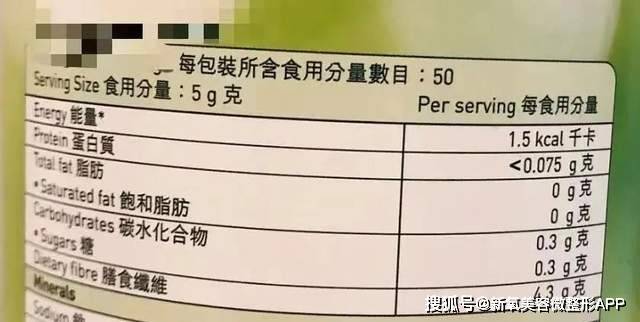 每包裝所含食用分量數目：50
Serving Size 食用分量：5 g 克
Per serving 每食用分量
Energy 能量* 1.5 kcal 千卡
Protein 蛋白質 <0.075 g 克
Total fat 脂肪 0 g 克
• Saturated fat 飽和脂肪 0 g 克
Carbohydrates 碳水化合物 0.3 g 克
• Sugars 糖 0.3 g 克
Dietary fibre 膳食纖維 4.3 g 克
Minerals
Sodium 鈉
搜狐号@新氧美容微整形APP